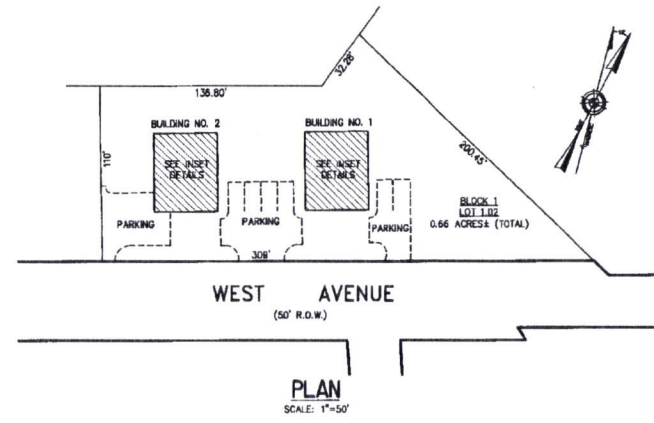 32.28'
136.80'
BUILDING NO. 2
BUILDING NO. 1
110'
SEE INSET
DETAILS
SEE INSET
DETAILS
200.45'
BLOCK 1
LOT 1.02
0.66 ACRES± (TOTAL)
PARKING
PARKING
PARKING
309'
WEST AVENUE
(50' R.O.W.)
PLAN
SCALE: 1"=50'